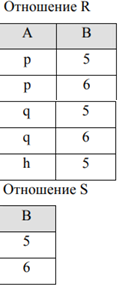 Отношение R
A B
p 5
p 6
q 5
q 6
h 5
Отношение S
B
5
6